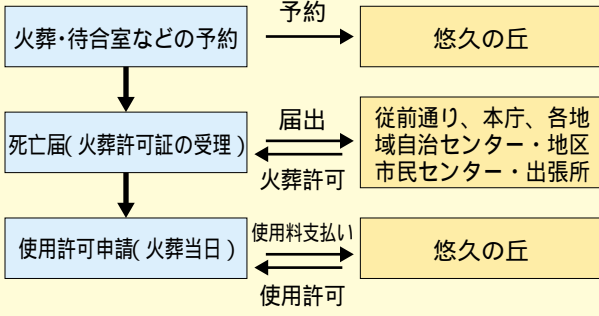 予約
火葬・待合室などの予約
悠久の丘
届出
死亡届(火葬許可証の受理)
従前通り、本庁、各地
域自治センター・地区
市民センター・出張所
火葬許可
使用料支払い
使用許可申請(火葬当日)
悠久の丘
使用許可